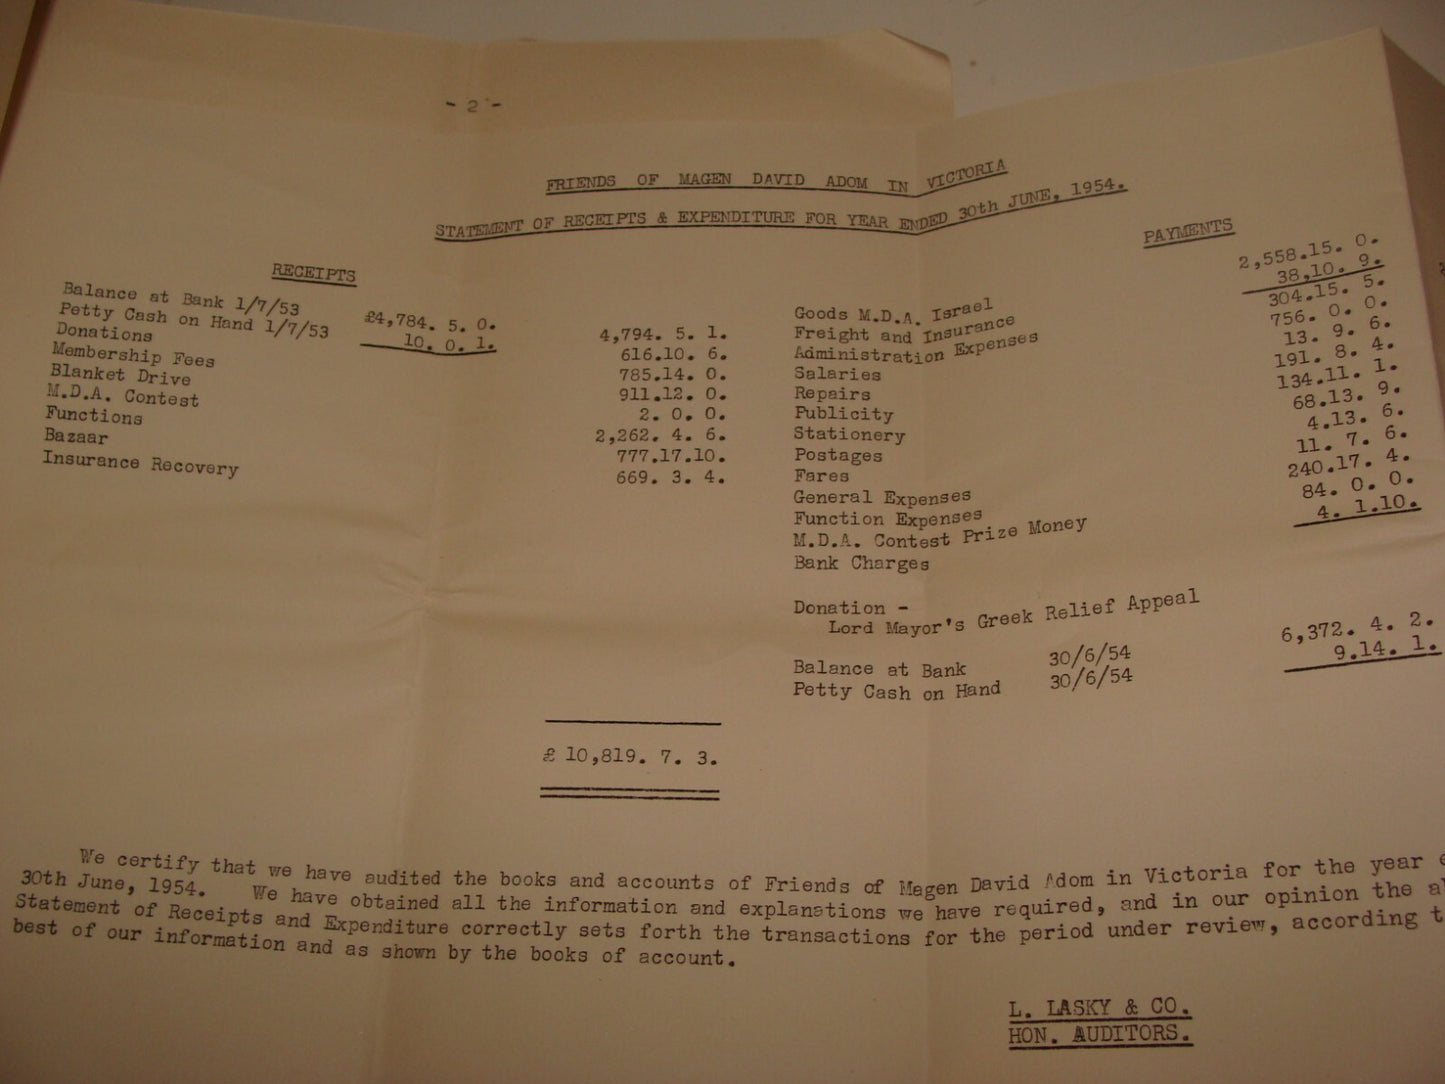 - 2 -
FRIENDS OF MAGEN DAVID ADOM IN VICTORIA
STATEMENT OF RECEIPTS & EXPENDITURE FOR YEAR ENDED 30th JUNE, 1954.
RECEIPTS
Balance at Bank 1/7/53 £4,784. 5. 0.
Petty Cash on Hand 1/7/53 10. 0. 1. 4,794. 5. 1.
Donations 616.10. 6.
Membership Fees 785.14. 0.
Blanket Drive 911.12. 0.
M.D.A. Contest 2. 0. 0.
Functions 2,262. 4. 6.
Bazaar 777.17.10.
Insurance Recovery 669. 3. 4.
£ 10,819. 7. 3.
PAYMENTS
Goods M.D.A. Israel 2,558.15. 0.
Freight and Insurance 38,10. 9.
Administration Expenses 304.15. 5.
Salaries 756. 0. 0.
Repairs 13. 9. 6.
Publicity 191. 8. 4.
Stationery 134.11. 1.
Postages 68.13. 9.
Fares 4.13. 6.
General Expenses 11. 7. 6.
Function Expenses 240.17. 4.
M.D.A. Contest Prize Money 84. 0. 0.
Bank Charges 4. 1.10.
Donation -
Lord Mayor's Greek Relief Appeal
Balance at Bank 30/6/54 6,372. 4. 2.
Petty Cash on Hand 30/6/54 9.14. 1.
We certify that we have audited the books and accounts of Friends of Magen David Adom in Victoria for the year
30th June, 1954. We have obtained all the information and explanations we have required, and in our opinion the
Statement of Receipts and Expenditure correctly sets forth the transactions for the period under review, according
best of our information and as shown by the books of account.
L. LASKY & CO.
HON. AUDITORS.